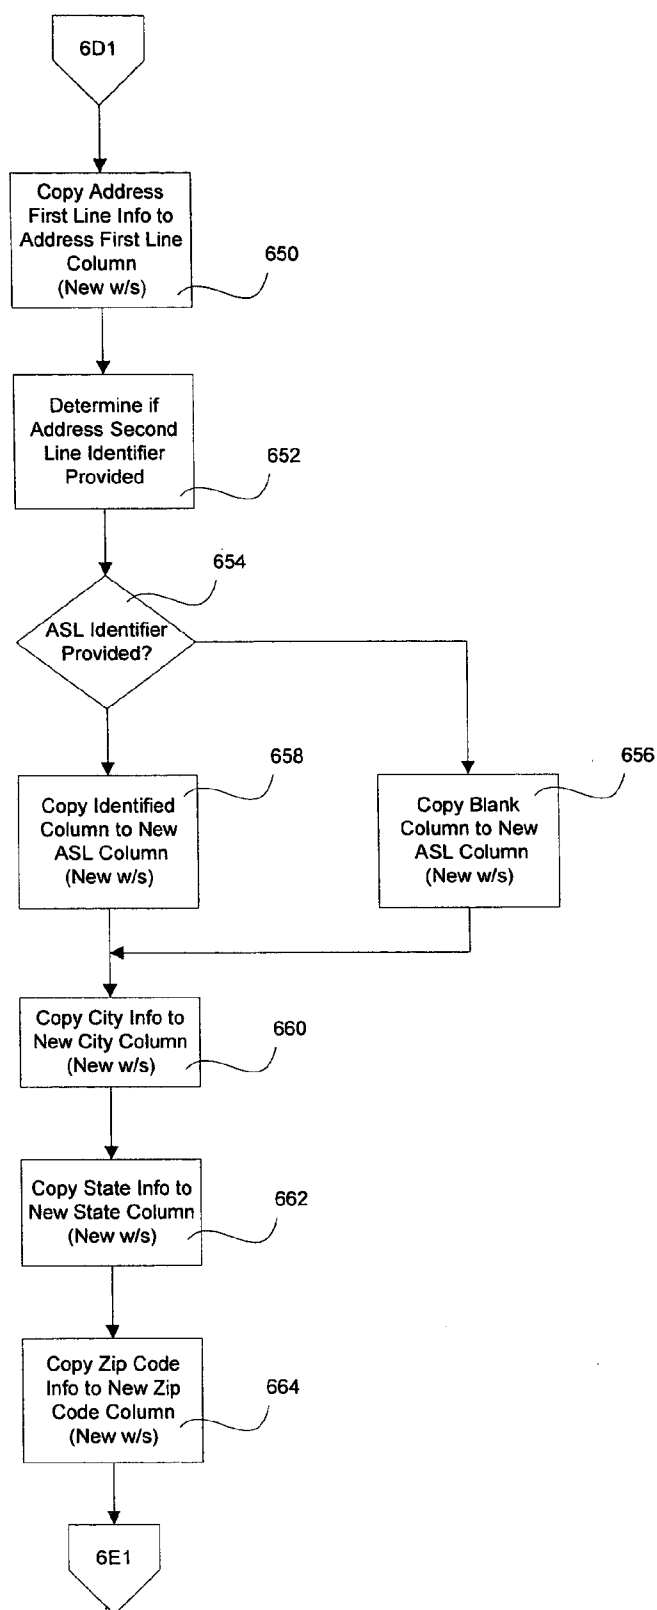 6D1
Copy Address
First Line Info to
Address First Line
Column
(New w/s)
650
Determine if
Address Second
Line Identifier
Provided
652
654
ASL Identifier
Provided?
658
Copy Identified
Column to New
ASL Column
(New w/s)
656
Copy Blank
Column to New
ASL Column
(New w/s)
Copy City Info to
New City Column
(New w/s)
660
Copy State Info to
New State Column
(New w/s)
662
Copy Zip Code
Info to New Zip
Code Column
(New w/s)
664
6E1